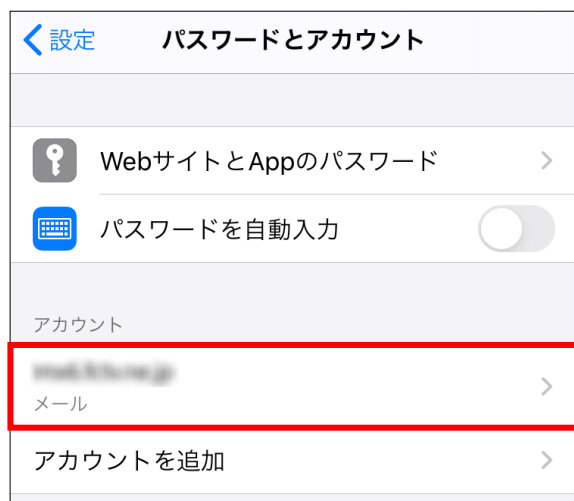 設定
パスワードとアカウント
WebサイトとAppのパスワード
パスワードを自動入力
アカウント
メール
アカウントを追加